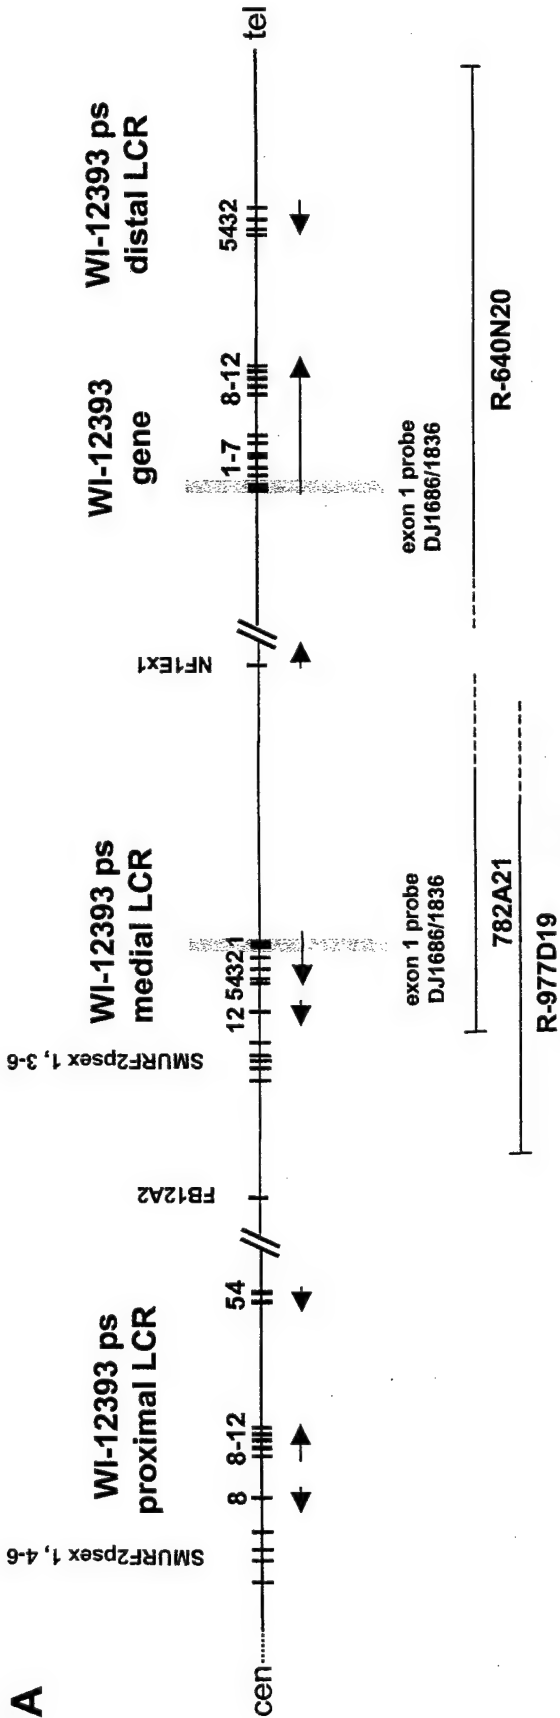 A
cen
tel
SMURF2psex 1, 4-6
WI-12393 ps
proximal LCR
8
8-12
54
FB12A2
SMURF2psex 1, 3-6
WI-12393 ps
medial LCR
12 5432 1
NF1Ex1
WI-12393
gene
1-7
8-12
WI-12393 ps
distal LCR
5432
exon 1 probe
DJ1686/1836
782A21
R-977D19
exon 1 probe
DJ1686/1836
R-640N20